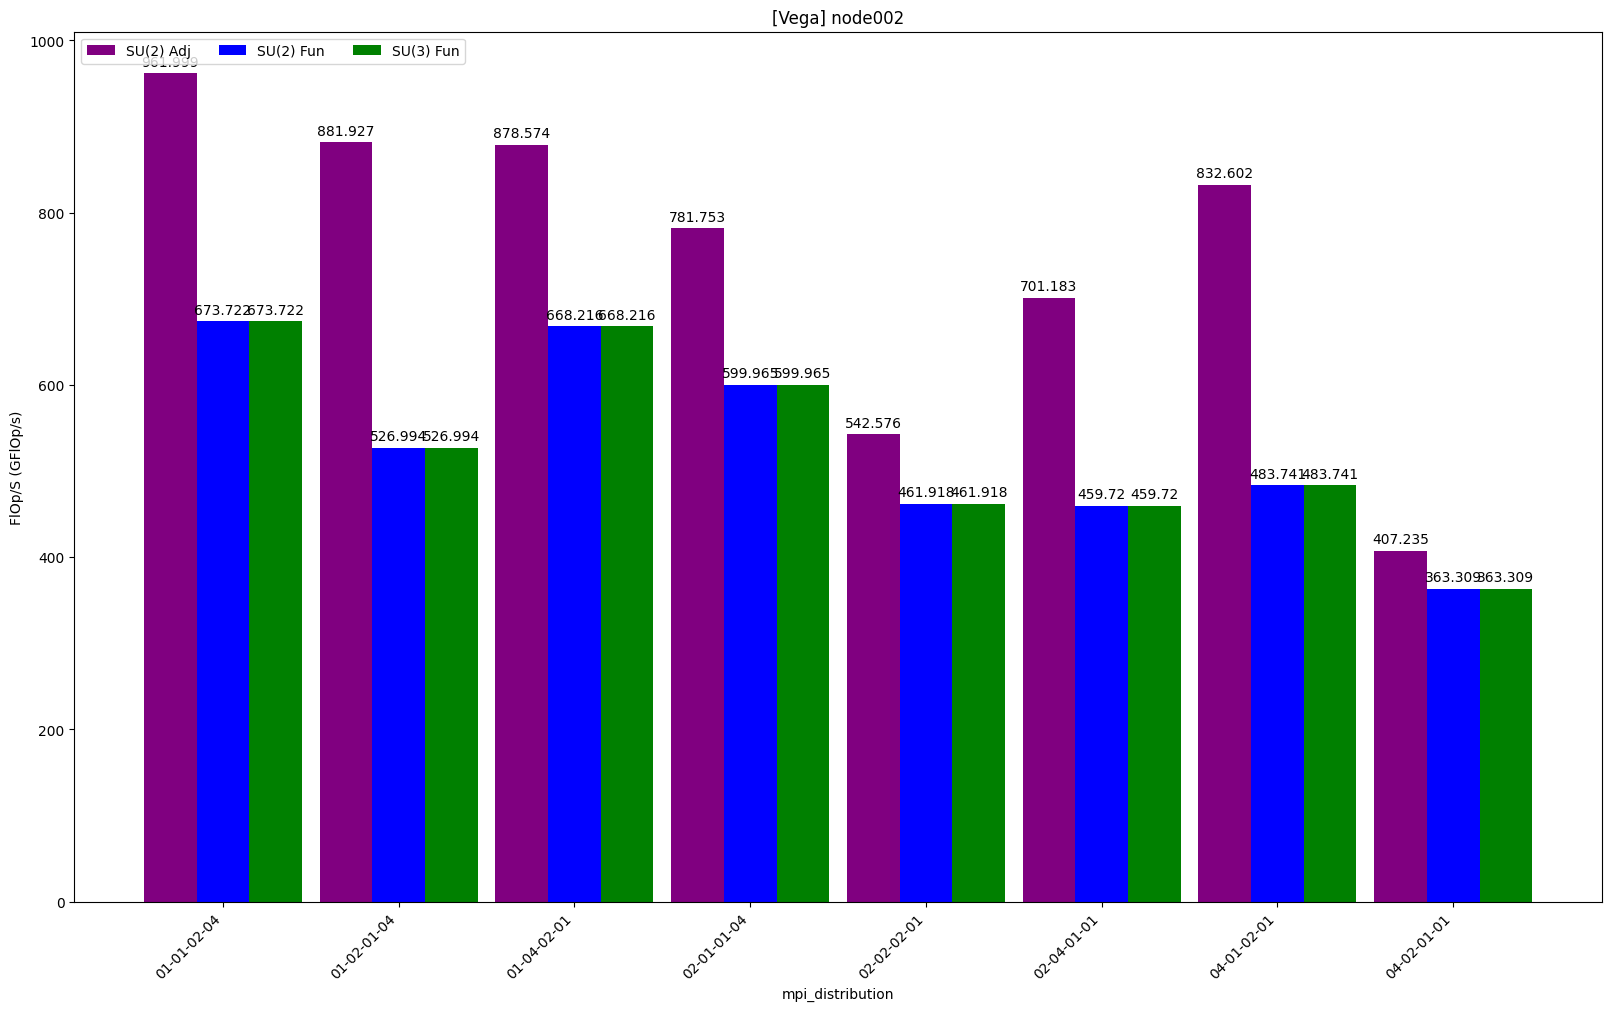 [Vega] node002
SU(2) Adj SU(2) Fun SU(3) Fun
1000
800
600
400
200
0
FlOp/S (GFlOp/s)
961.999 673.722 673.722
881.927 526.994 526.994
878.574 668.216 668.216
781.753 599.965 599.965
542.576 461.918 461.918
701.183 459.72 459.72
832.602 483.741 483.741
407.235 363.309 363.309
01-01-02-04
01-02-01-04
01-04-02-01
02-01-01-04
02-02-02-01
02-04-01-01
04-01-02-01
04-02-01-01
mpi_distribution